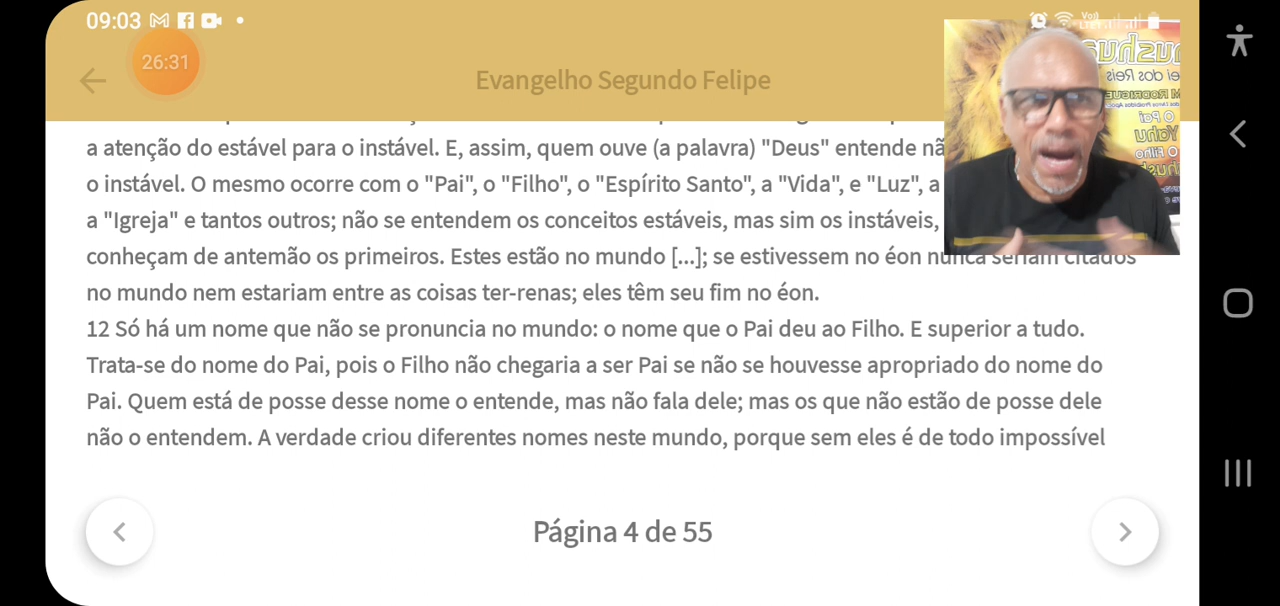 09:03
26:31
Evangelho Segundo Felipe
a atenção do estável para o instável. E, assim, quem ouve (a palavra) "Deus" entende
o instável. O mesmo ocorre com o "Pai", o "Filho", o "Espírito Santo", a "Vida", e "Luz", a
a "Igreja" e tantos outros; não se entendem os conceitos estáveis, mas sim os instáveis,
conheçam de antemão os primeiros. Estes estão no mundo [...]; se estivessem no éon nunca seriam citados
no mundo nem estariam entre as coisas ter-renas; eles têm seu fim no éon.
12 Só há um nome que não se pronuncia no mundo: o nome que o Pai deu ao Filho. E superior a tudo.
Trata-se do nome do Pai, pois o Filho não chegaria a ser Pai se não se houvesse apropriado do nome do
Pai. Quem está de posse desse nome o entende, mas não fala dele; mas os que não estão de posse dele
não o entendem. A verdade criou diferentes nomes neste mundo, porque sem eles é de todo impossível
Página 4 de 55
ei dos Reis
O Pai
Yahu
O Filho